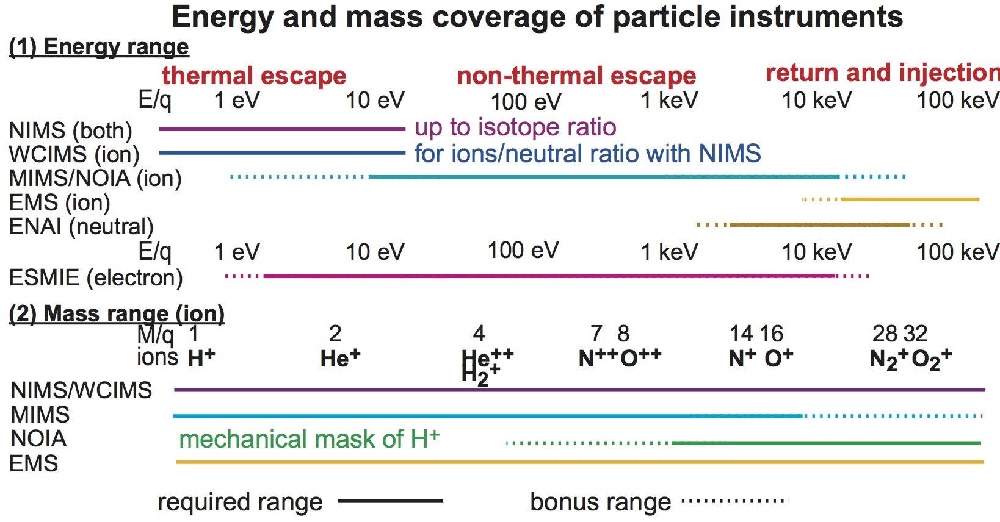 Energy and mass coverage of particle instruments
(1) Energy range
thermal escape non-thermal escape return and injection
E/q 1 eV 10 eV 100 eV 1 keV 10 keV 100 keV
NIMS (both) up to isotope ratio
WCIMS (ion) for ions/neutral ratio with NIMS
MIMS/NOIA (ion)
EMS (ion)
ENAI (neutral)
E/q 1 eV 10 eV 100 eV 1 keV 10 keV 100 keV
ESMIE (electron)
(2) Mass range (ion)
M/q 1 2 4 7 8 14 16 28 32
ions H+ He+ He++ N++ O++ N+ O+ N2+ O2+
H2+
NIMS/WCIMS
MIMS
NOIA mechanical mask of H+
EMS
required range bonus range